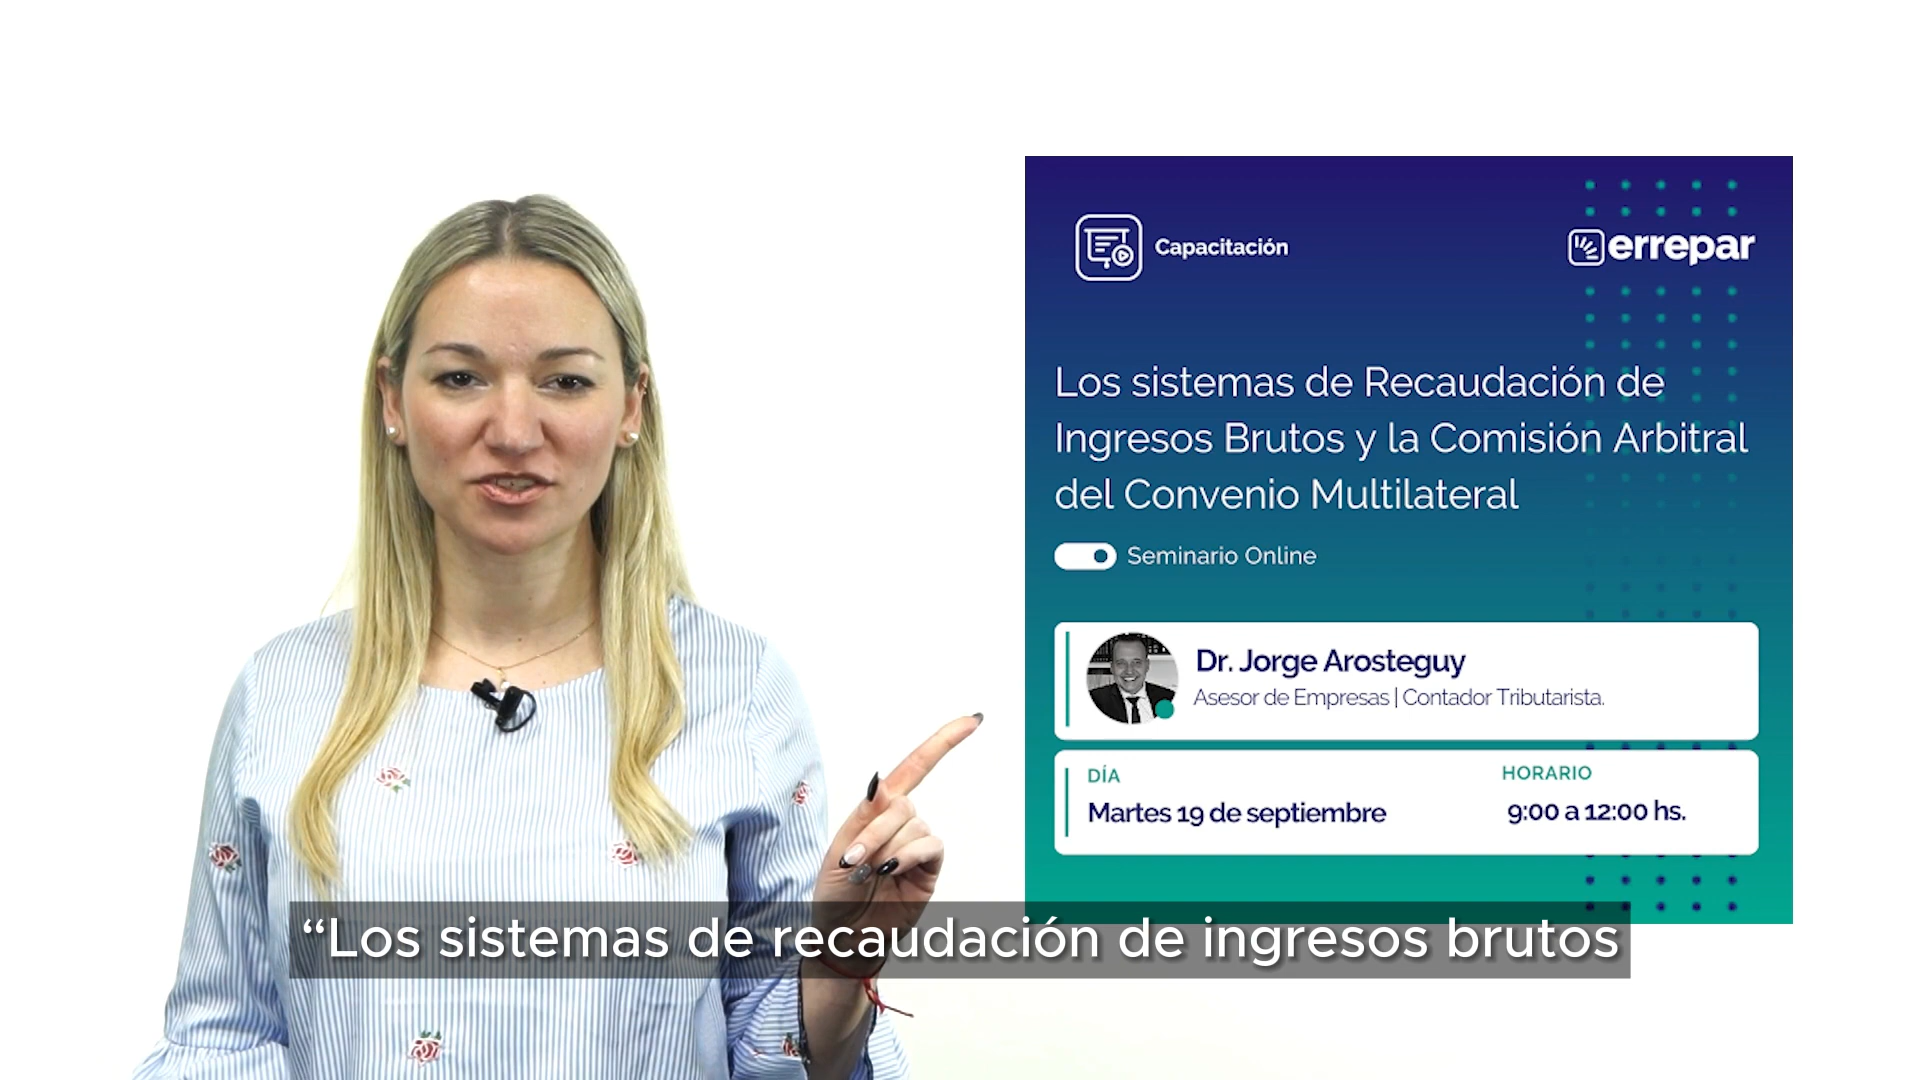 Capacitación
errepar
Los sistemas de Recaudación de
Ingresos Brutos y la Comisión Arbitral
del Convenio Multilateral
Seminario Online
Dr. Jorge Arosteguy
Asesor de Empresas | Contador Tributarista.
DÍA
HORARIO
Martes 19 de septiembre
9:00 a 12:00 hs.
“Los sistemas de recaudación de ingresos brutos